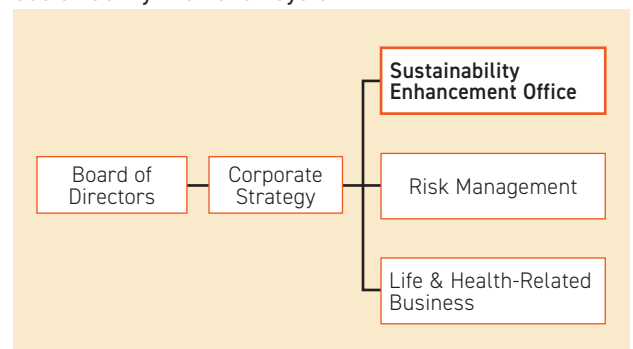 Sustainability
Enhancement Office
Board of
Directors
Corporate
Strategy
Risk Management
Life & Health-Related
Business